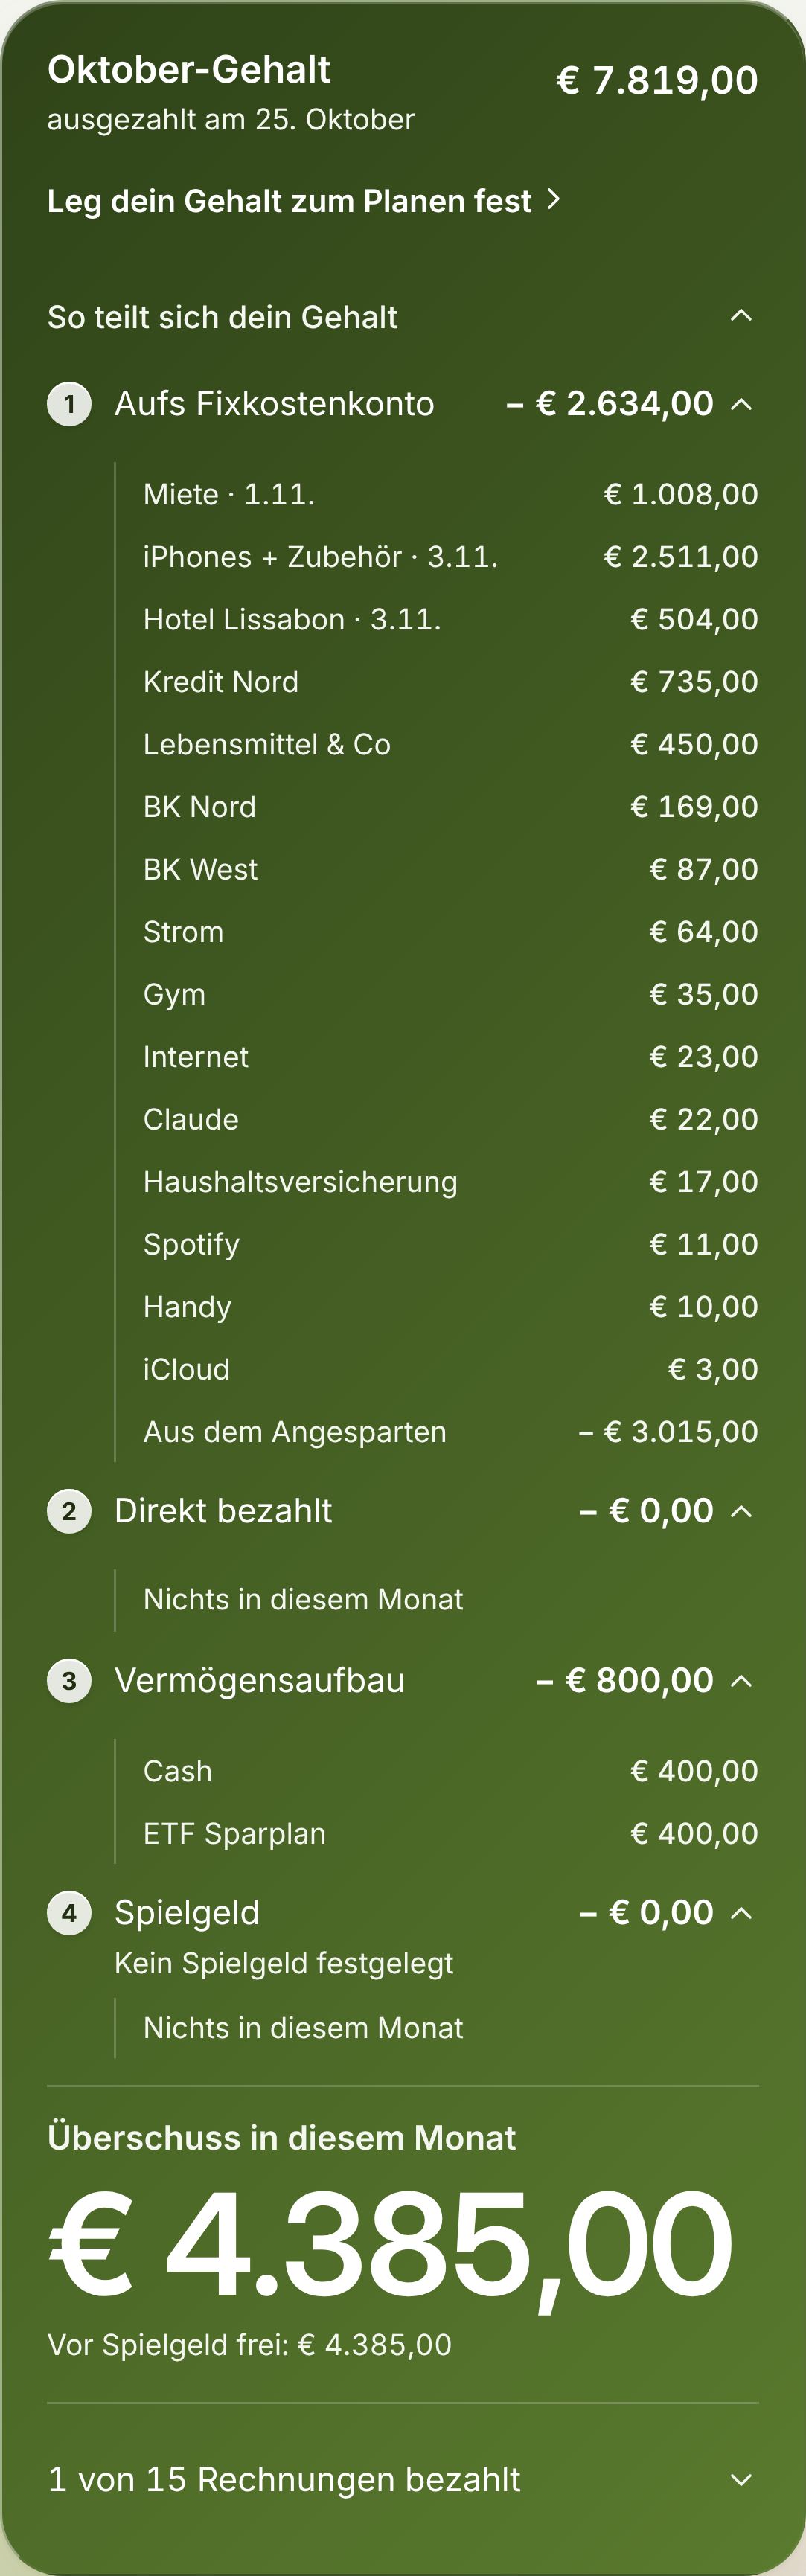 Oktober-Gehalt
€ 7.819,00
ausgezahlt am 25. Oktober
Leg dein Gehalt zum Planen fest
So teilt sich dein Gehalt
1 Aufs Fixkostenkonto – € 2.634,00
Miete · 1.11. € 1.008,00
iPhones + Zubehör · 3.11. € 2.511,00
Hotel Lissabon · 3.11. € 504,00
Kredit Nord € 735,00
Lebensmittel & Co € 450,00
BK Nord € 169,00
BK West € 87,00
Strom € 64,00
Gym € 35,00
Internet € 23,00
Claude € 22,00
Haushaltsversicherung € 17,00
Spotify € 11,00
Handy € 10,00
iCloud € 3,00
Aus dem Angesparten – € 3.015,00
2 Direkt bezahlt – € 0,00
Nichts in diesem Monat
3 Vermögensaufbau – € 800,00
Cash € 400,00
ETF Sparplan € 400,00
4 Spielgeld – € 0,00
Kein Spielgeld festgelegt
Nichts in diesem Monat
Überschuss in diesem Monat
€ 4.385,00
Vor Spielgeld frei: € 4.385,00
1 von 15 Rechnungen bezahlt